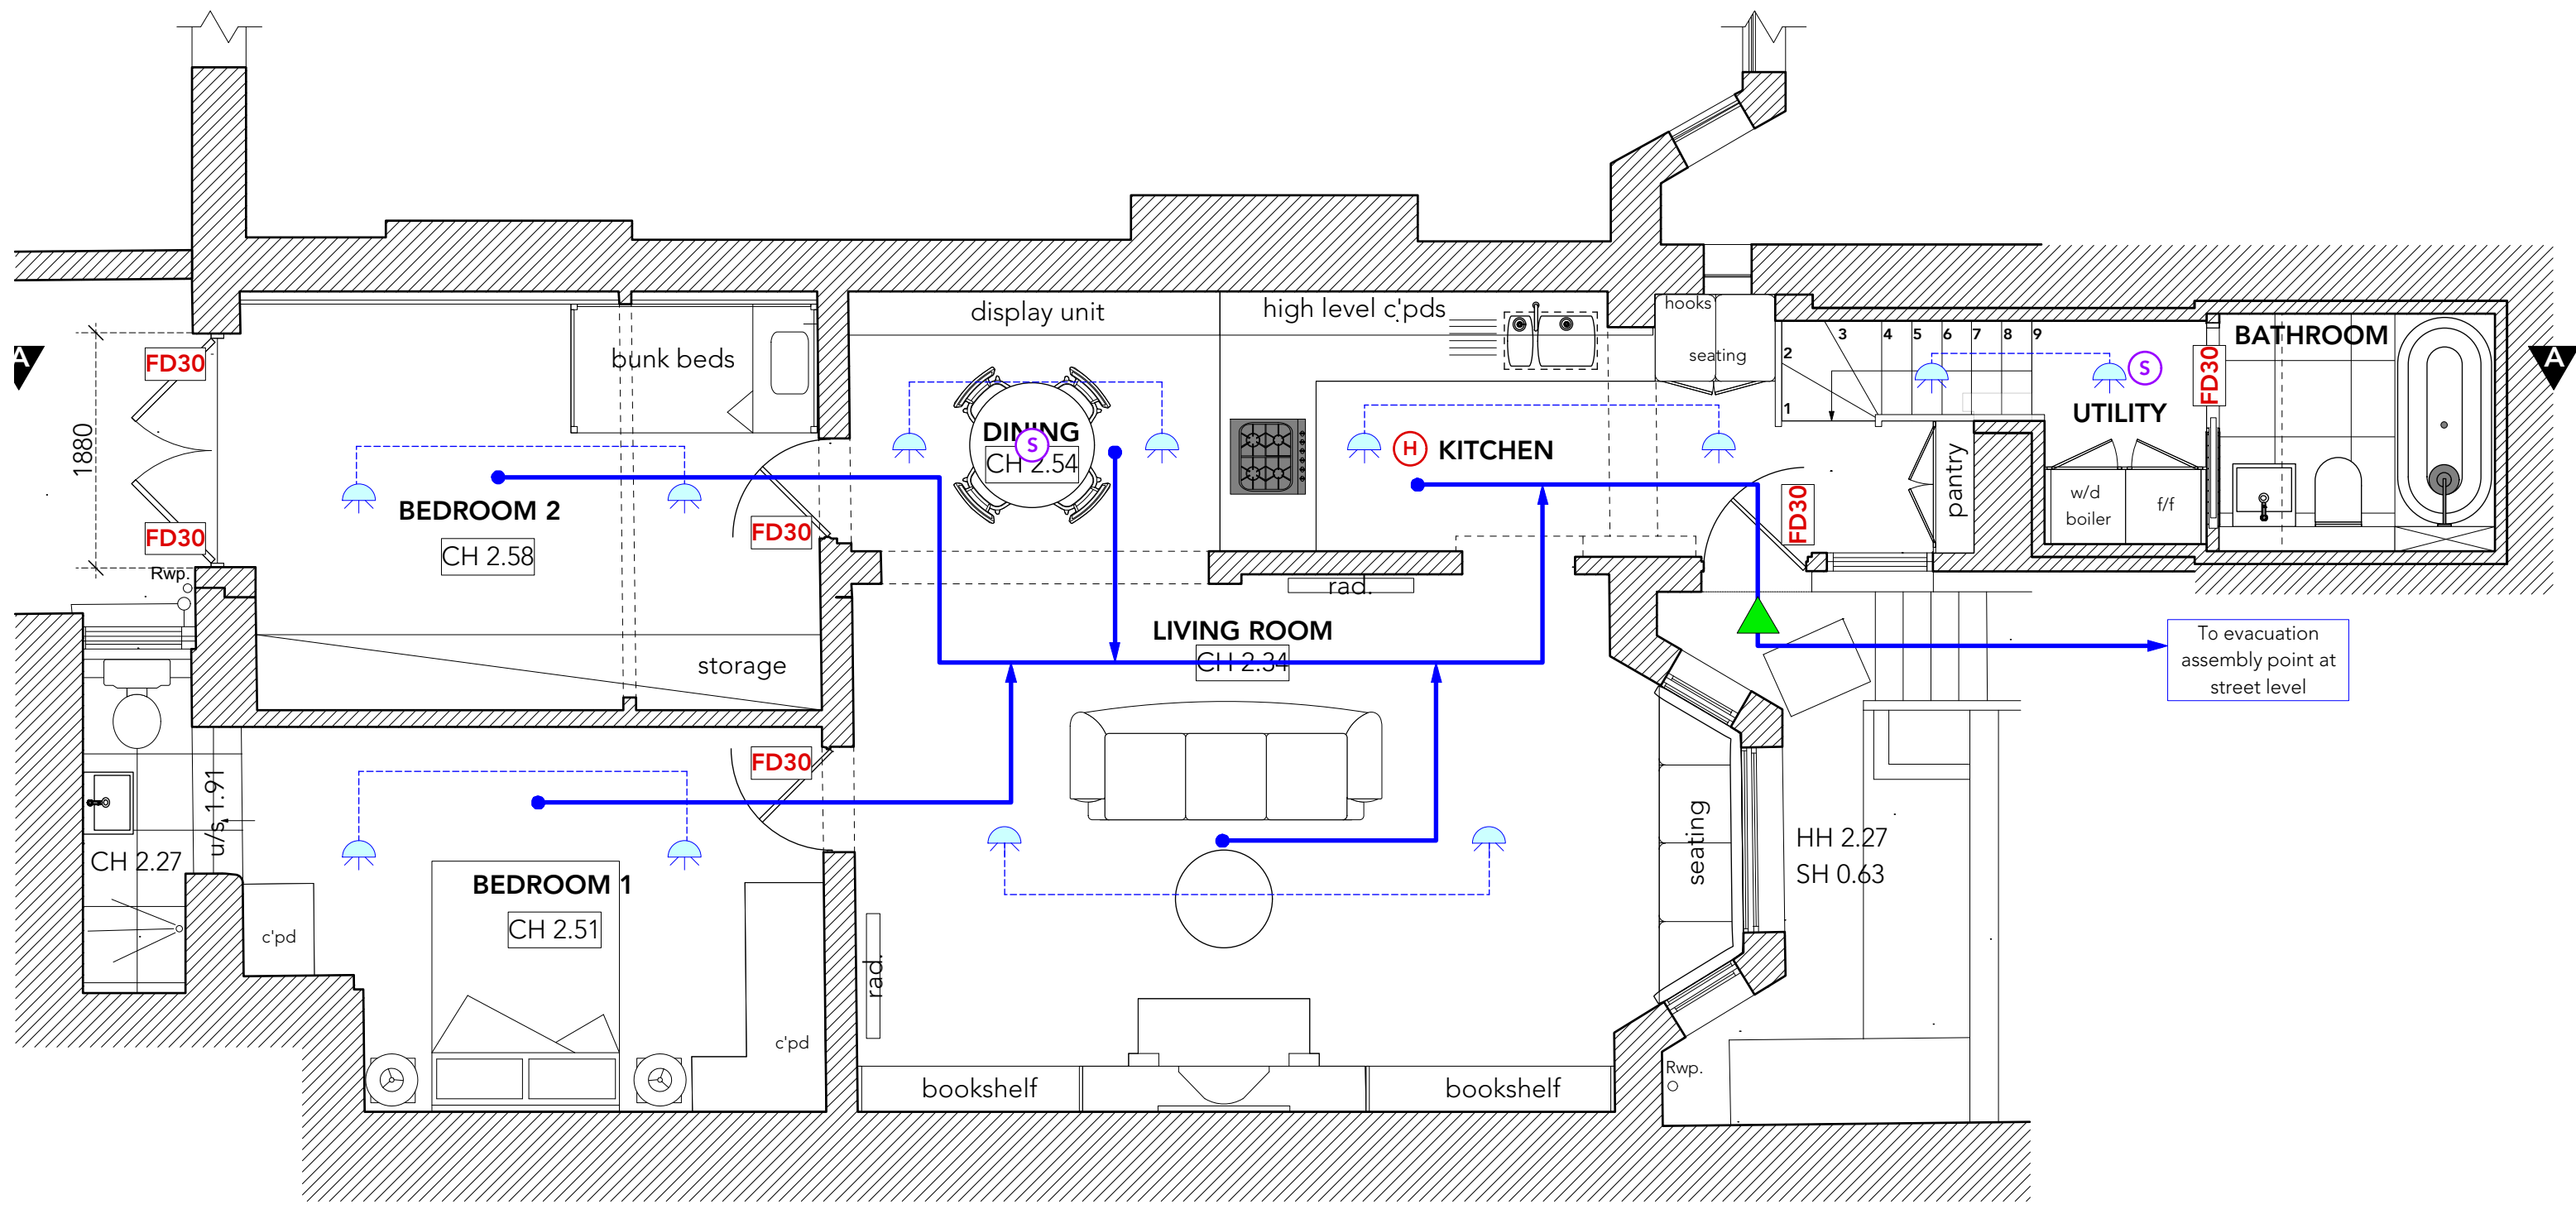 hooks
display unit
high level c'pds
3
4
5
6
7
8
9
BATHROOM
A
FD30
bunk beds
2
seating
S
FD30
A
1
UTILITY
1880
DINING
S
CH 2.54
H
KITCHEN
pantry
w/d
boiler
f/f
BEDROOM 2
FD30
FD30
FD30
CH 2.58
Rwp.
rad.
LIVING ROOM
CH 2.34
To evacuation
assembly point at
street level
storage
FD30
u/s 1.91
CH 2.27
seating
HH 2.27
SH 0.63
BEDROOM 1
CH 2.51
c'pd
rad.
c'pd
Rwp.
bookshelf
bookshelf